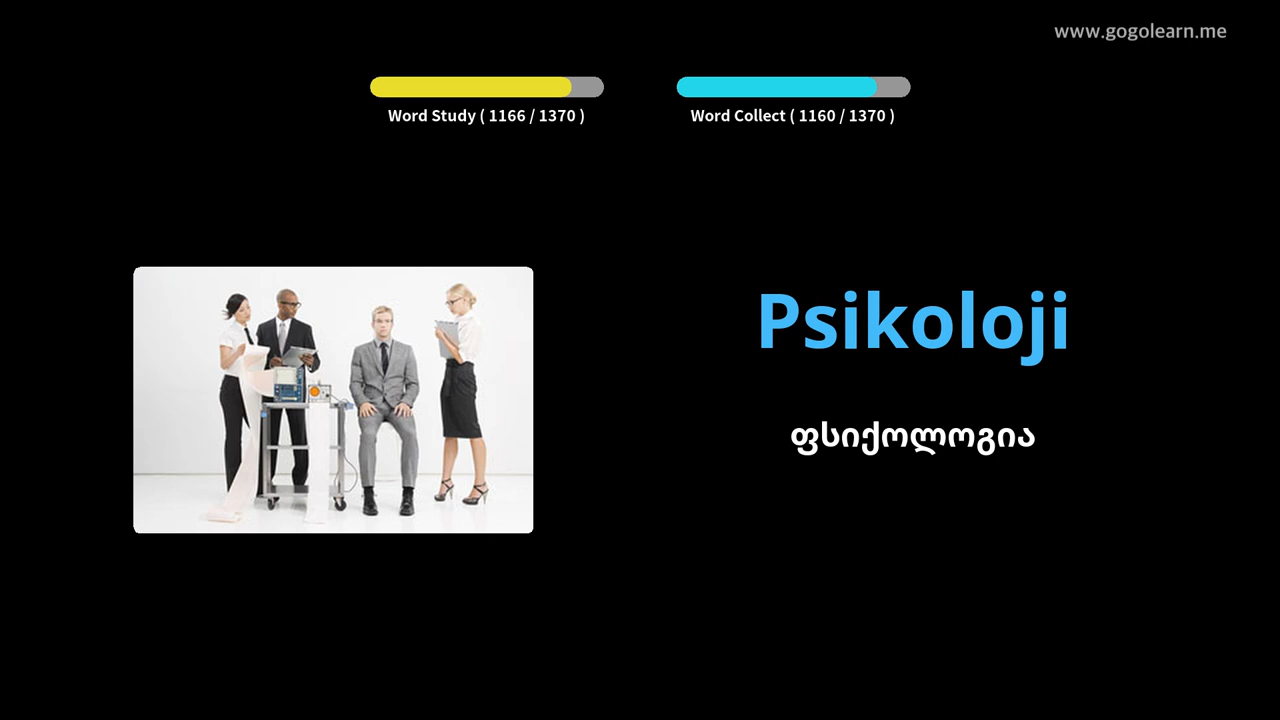 www.gogolearn.me
Word Study ( 1166 / 1370 )
Word Collect ( 1160 / 1370 )
Psikoloji
ფსიქოლოგია